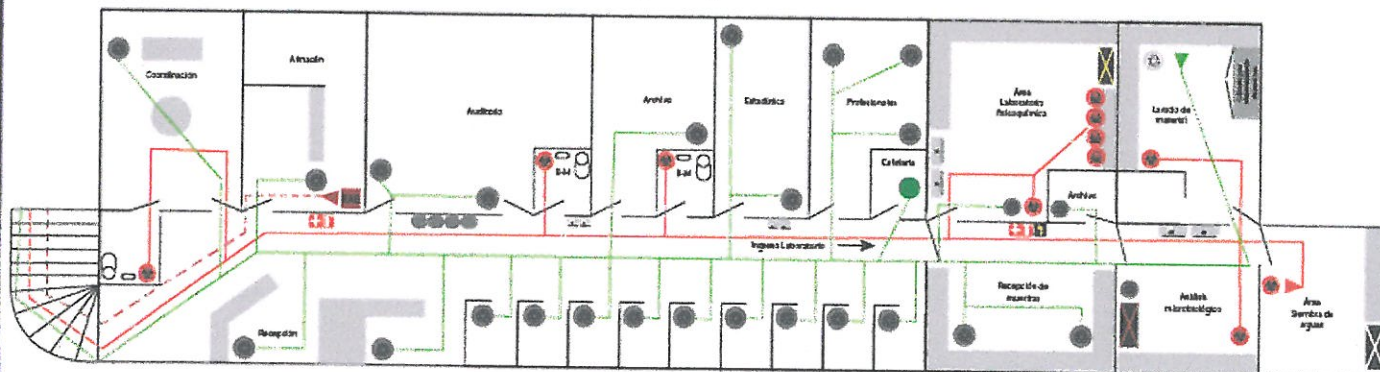 Coordinación
Almacén
Auditorio
Archivo
Estadística
Profesionales
Cafetería
Área
Laboratorio
fisicoquímica
Lavado de
material
Archivo
Ingreso Laboratorio
Recepción
Recepción de
muestras
Análisis
microbiológico
Área
Siembra de
aguas